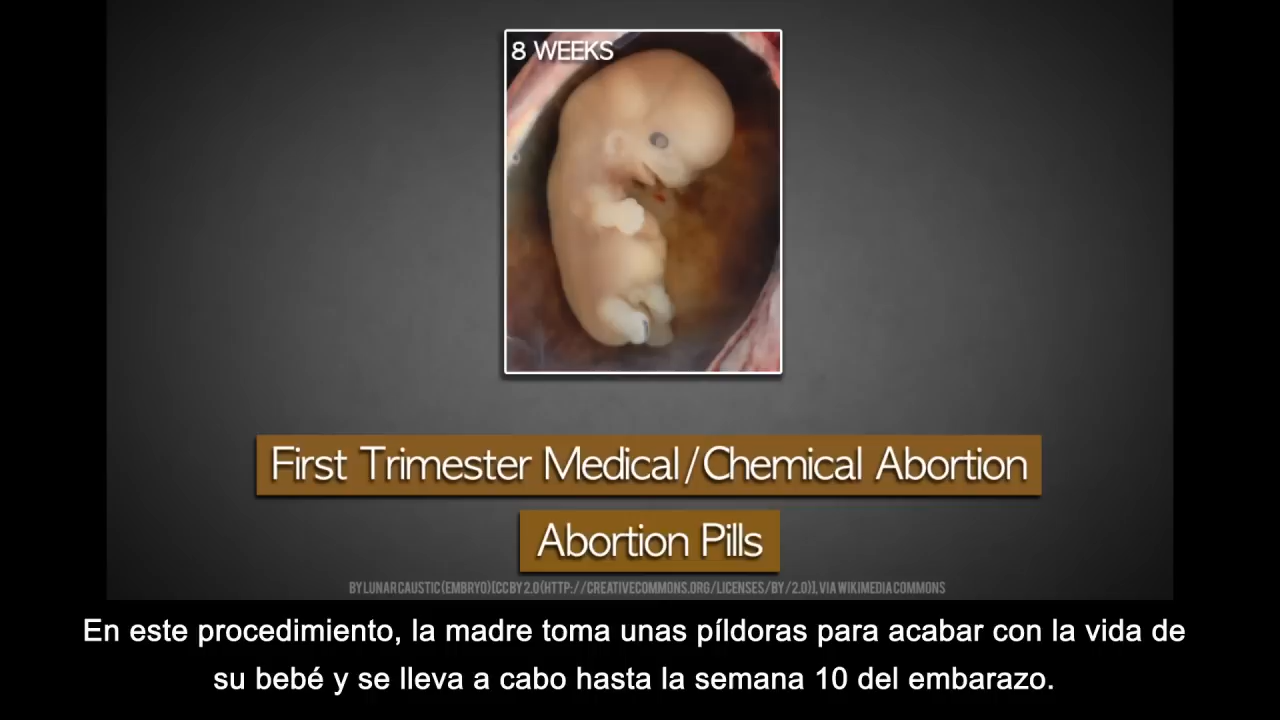 8 WEEKS
First Trimester Medical/Chemical Abortion
Abortion Pills
BY LUNAR CAUSTIC (EMBRYO) [CC BY 2.0 (HTTP://CREATIVECOMMONS.ORG/LICENSES/BY/2.0)], VIA WIKIMEDIA COMMONS
En este procedimiento, la madre toma unas píldoras para acabar con la vida de
su bebé y se lleva a cabo hasta la semana 10 del embarazo.